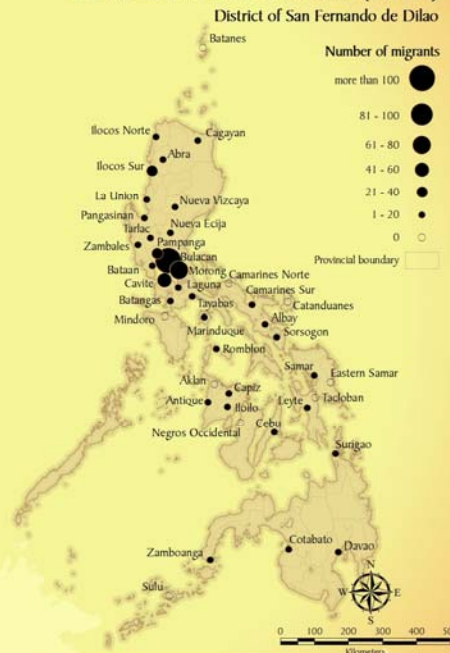 District of San Fernando de Dilao
Batanes
Number of migrants
more than 100
81 - 100
61 - 80
41 - 60
21 - 40
1 - 20
0
Provincial boundary
Ilocos Norte
Cagayan
Abra
Ilocos Sur
La Union
Nueva Vizcaya
Pangasinan
Nueva Ecija
Tarlac
Pampanga
Zambales
Bulacan
Bataan
Morong
Camarines Norte
Cavite
Laguna
Camarines Sur
Batangas
Tayabas
Catanduanes
Mindoro
Albay
Marinduque
Sorsogon
Romblon
Samar
Eastern Samar
Aklan
Capiz
Antique
Iloilo
Leyte
Tacloban
Negros Occidental
Cebu
Surigao
Cotabato
Davao
Zamboanga
Sulu
N
W
E
S
0 100 200 300 400 50
Kilometers